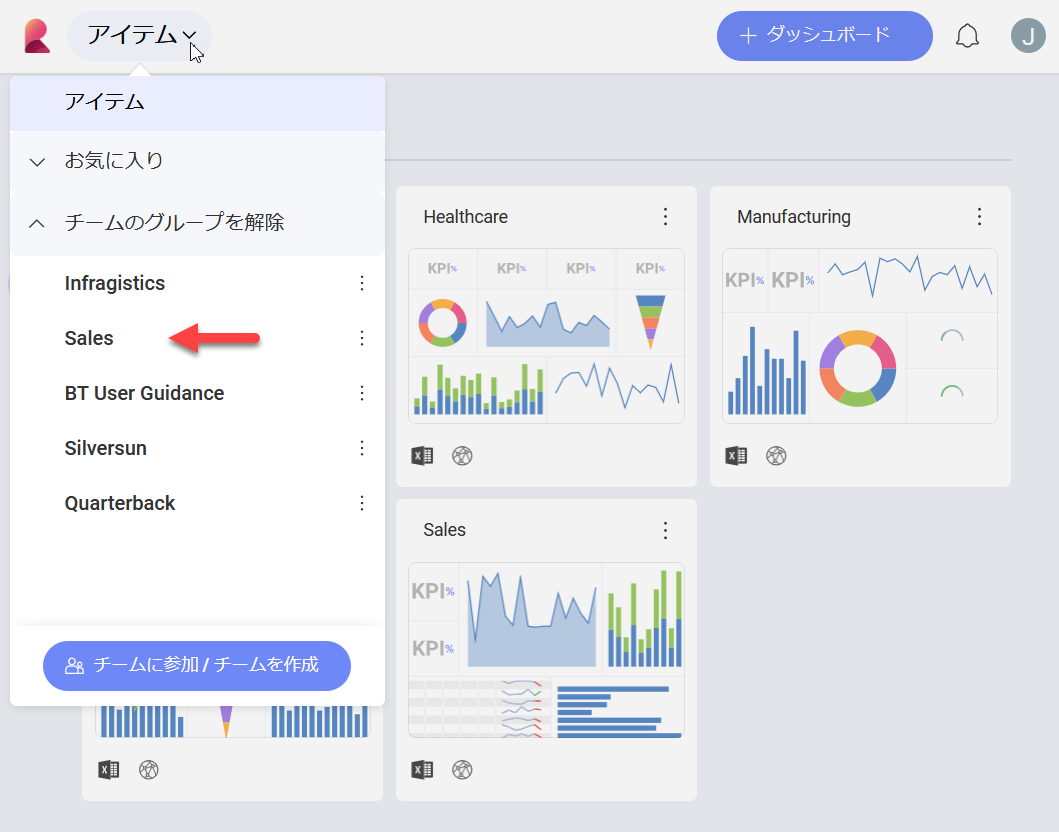 アイテム
ダッシュボード
J
アイテム
お気に入り
チームのグループを解除
Infragistics
Sales
BT User Guidance
Silversun
Quarterback
チームに参加 / チームを作成
Healthcare
KPI% KPI% KPI% KPI%
Manufacturing
KPI% KPI%
Sales
KPI%
KPI%